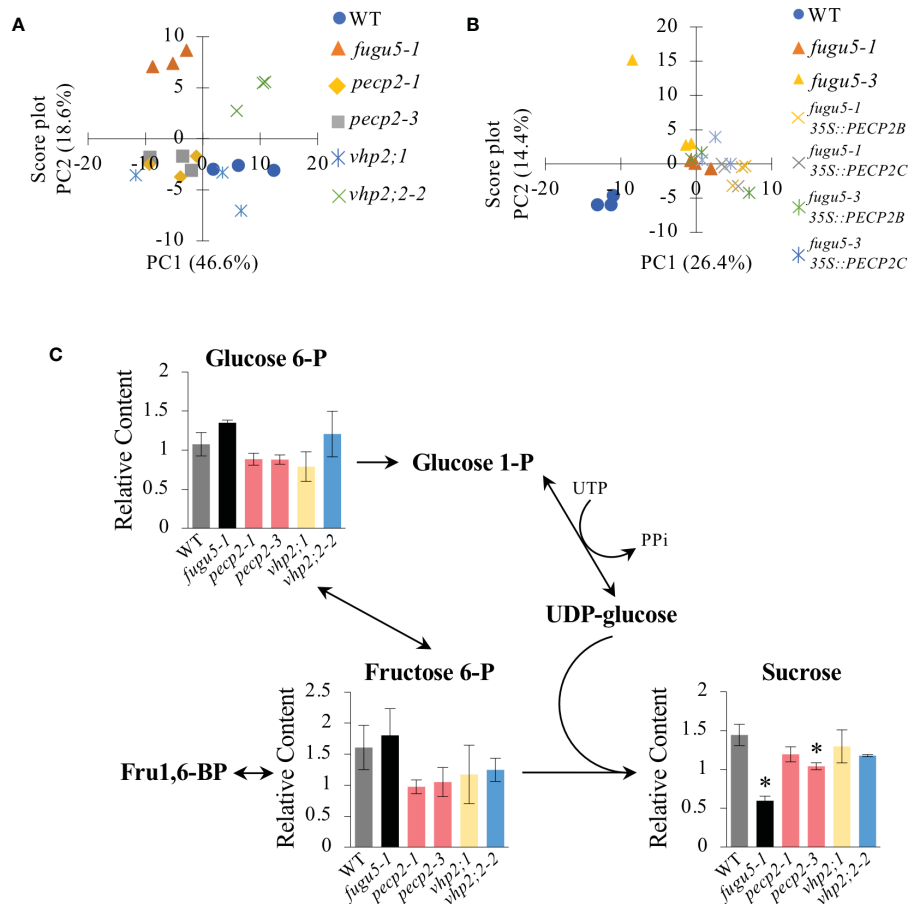 A
Score plot
PC2 (18.6%)
10
5
0
-5
-10
-20
-10
0
10
20
PC1 (46.6%)
WT
fugu5-1
pecp2-1
pecp2-3
vhp2;1
vhp2;2-2
B
Score plot
PC2 (14.4%)
20
15
10
5
0
-5
-10
-15
-20
-10
0
10
PC1 (26.4%)
WT
fugu5-1
fugu5-3
fugu5-1
35S::PECP2B
fugu5-1
35S::PECP2C
fugu5-3
35S::PECP2B
fugu5-3
35S::PECP2C
C
Glucose 6-P
Relative Content
2
1.5
1
0.5
0
WT
fugu5-1
pecp2-1
pecp2-3
vhp2;1
vhp2;2-2
Glucose 1-P
UTP
PPi
UDP-glucose
Fru1,6-BP
Fructose 6-P
Relative Content
2.5
2
1.5
1
0.5
0
WT
fugu5-1
pecp2-1
pecp2-3
vhp2;1
vhp2;2-2
Sucrose
Relative Content
2
1.5
1
0.5
0
*
*
WT
fugu5-1
pecp2-1
pecp2-3
vhp2;1
vhp2;2-2